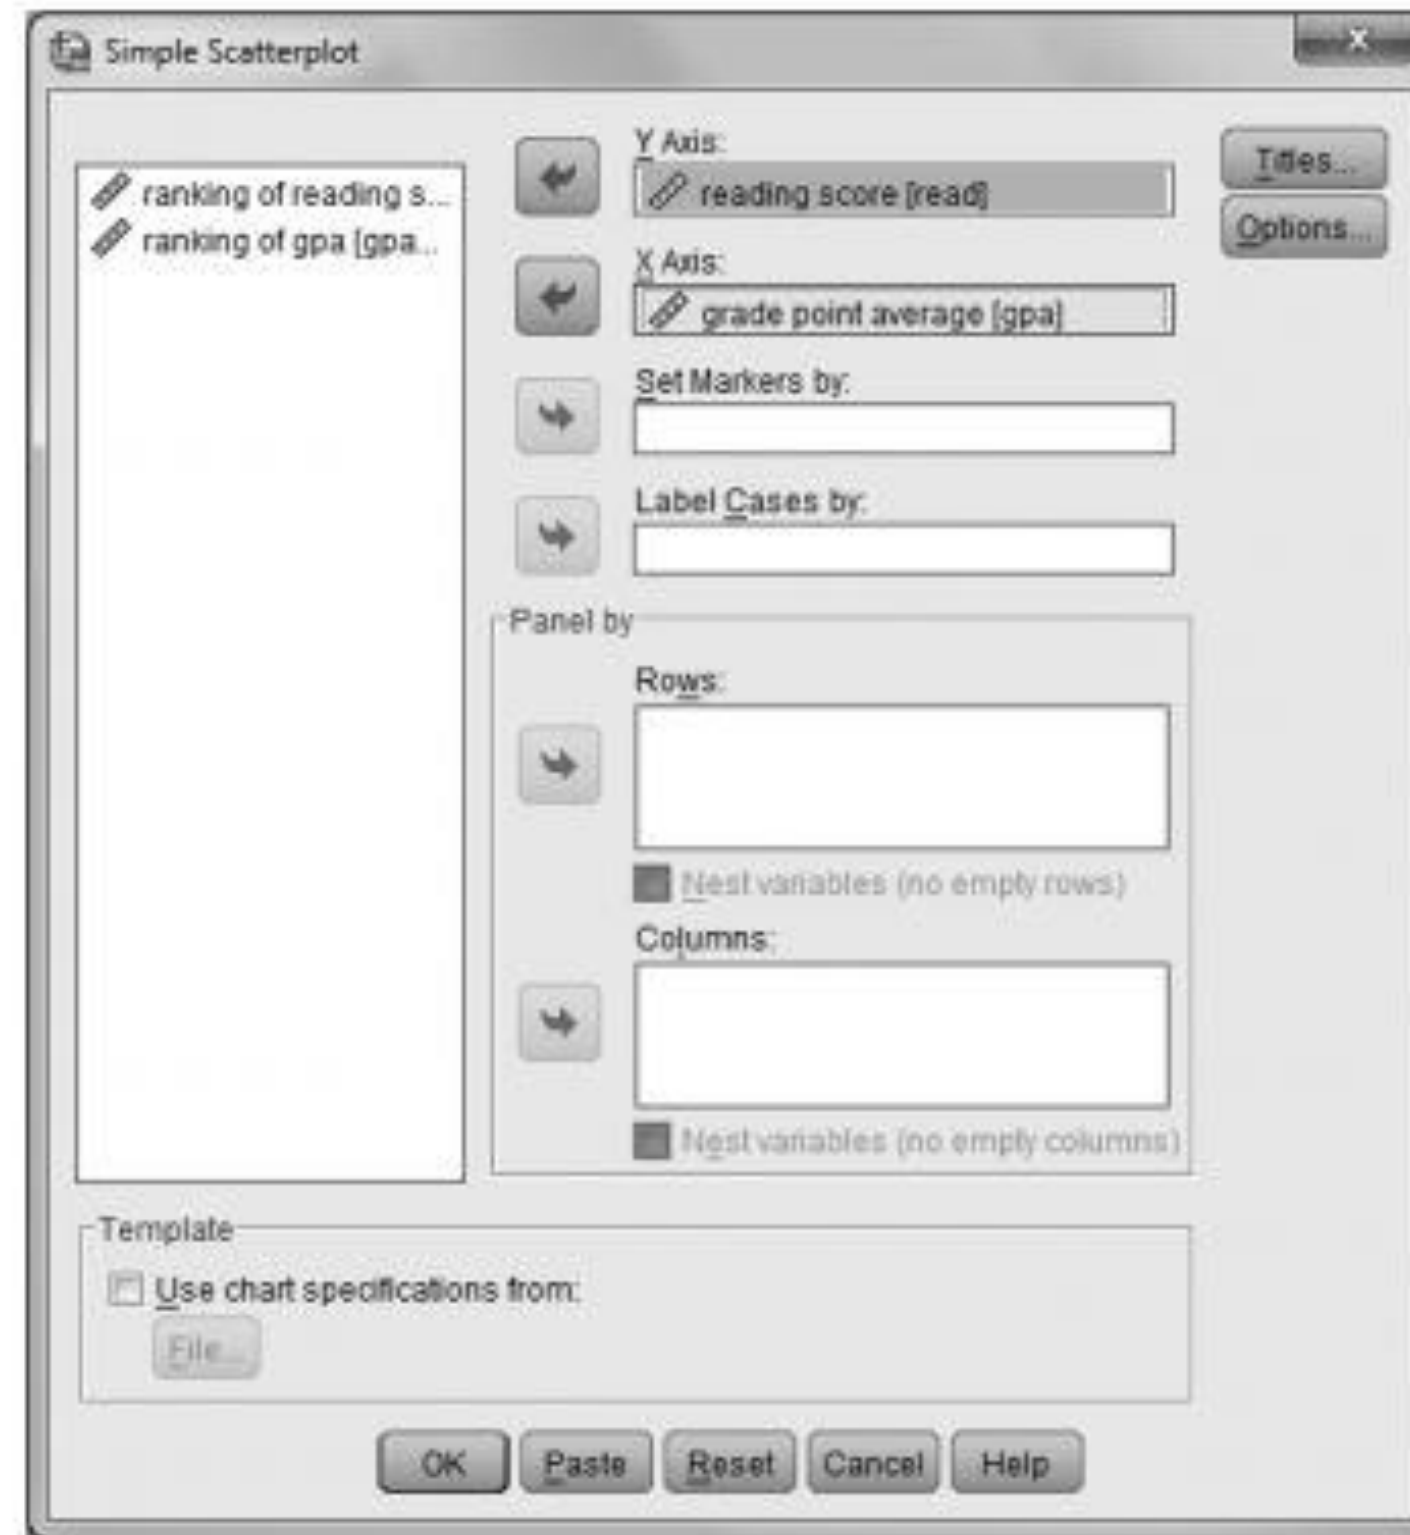 Simple Scatterplot
x
ranking of reading s...
ranking of gpa [gpa...
Y Axis:
reading score [read]
X Axis:
grade point average [gpa]
Set Markers by:
Label Cases by:
Panel by
Rows:
Nest variables (no empty rows)
Columns:
Nest variables (no empty columns)
Titles...
Options...
Template
Use chart specifications from:
File...
OK
Paste
Reset
Cancel
Help